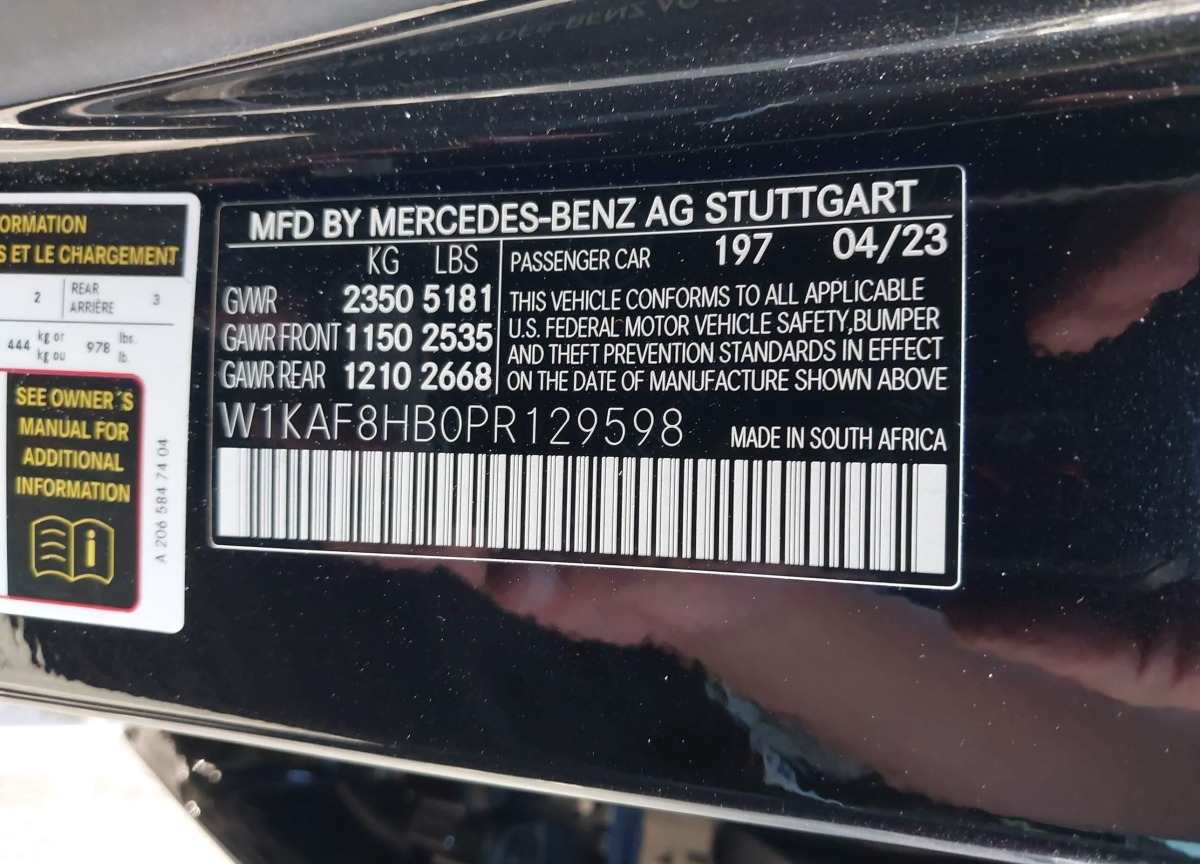 ORMATION
S ET LE CHARGEMENT
2 REAR ARRIÈRE 3
444 kg or kg ou 978 lbs. lb.
SEE OWNER´S
MANUAL FOR
ADDITIONAL
INFORMATION
A 206 584 74 04
MFD BY MERCEDES-BENZ AG STUTTGART
KG LBS
GVWR 2350 5181
GAWR FRONT 1150 2535
GAWR REAR 1210 2668
PASSENGER CAR 197 04/23
THIS VEHICLE CONFORMS TO ALL APPLICABLE
U.S. FEDERAL MOTOR VEHICLE SAFETY,BUMPER
AND THEFT PREVENTION STANDARDS IN EFFECT
ON THE DATE OF MANUFACTURE SHOWN ABOVE
W1KAF8HB0PR129598 MADE IN SOUTH AFRICA